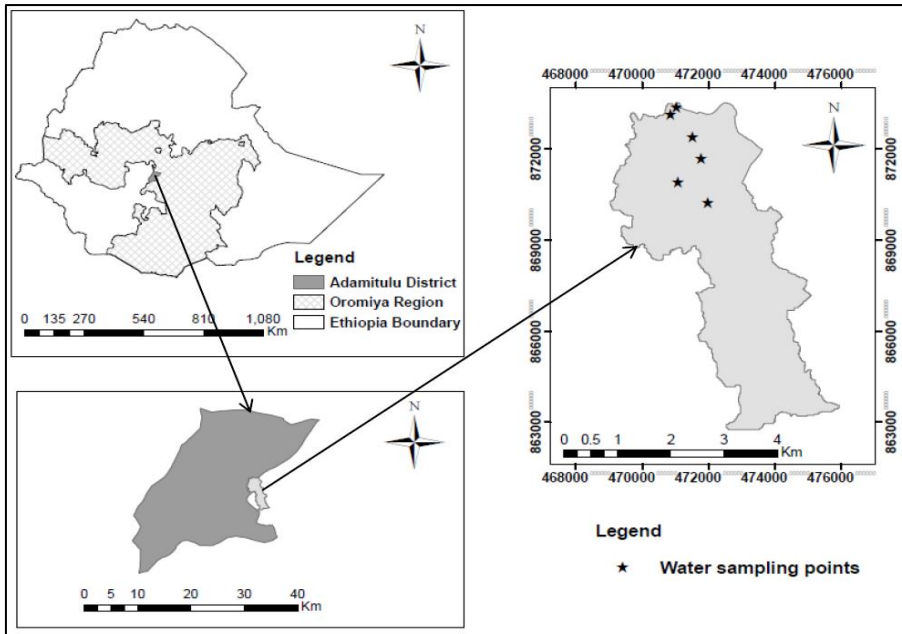 N
Legend
Adamitulu District
Oromiya Region
Ethiopia Boundary
0 135 270 540 810 1,080
Km
N
0 5 10 20 30 40
Km
468000 470000 472000 474000 476000
N
872000 872000
869000 869000
866000 866000
863000 863000
0 0.5 1 2 3 4
Km
468000 470000 472000 474000 476000
Legend
Water sampling points